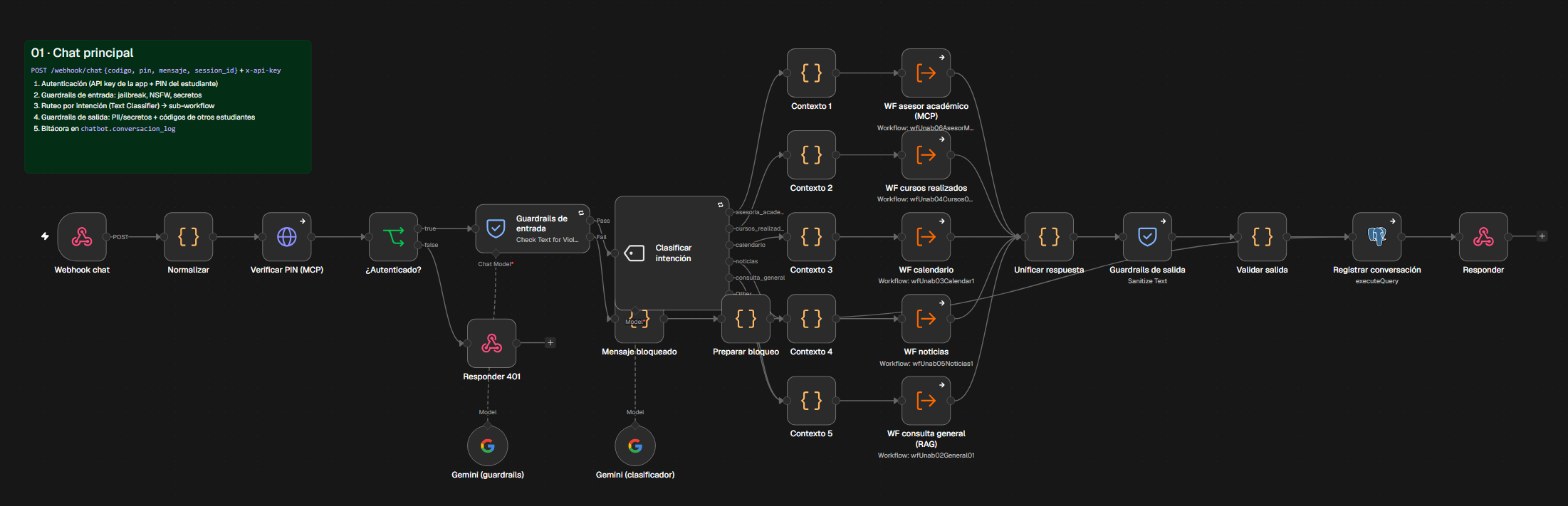 01 · Chat principal
POST /webhook/chat {codigo, pin, mensaje, session_id} + x-api-key
1. Autenticación (API key de la app + PIN del estudiante)
2. Guardrails de entrada: jailbreak, NSFW, secretos
3. Ruteo por Intención (Text Classifier) → sub-workflow
4. Guardrails de salida: PII/secretos + códigos de otros estudiantes
5. Bitácora en chatbot.conversacion_log
Webhook chat
POST
Normalizar
Verificar PIN (MCP)
¿Autenticado?
true
false
Responder 401
Guardrails de
entrada
Check Text for Viol...
Pass
Fail
Chat Model*
Model
Gemini (guardrails)
Clasificar
intención
asesoria_acade...
cursos_realizad...
calendario
noticias
consulta_general
Other
Model*
Mensaje bloqueado
Preparar bloqueo
Model
Gemini (clasificador)
Contexto 1
WF asesor académico
(MCP)
Workflow: wfUnab06AsesorM...
Contexto 2
WF cursos realizados
Workflow: wfUnab04CursosO...
Contexto 3
WF calendario
Workflow: wfUnab03Calendar1
Contexto 4
WF noticias
Workflow: wfUnab05Noticias1
Contexto 5
WF consulta general
(RAG)
Workflow: wfUnab02General01
Unificar respuesta
Guardrails de salida
Sanitize Text
Validar salida
Registrar conversación
executeQuery
Responder